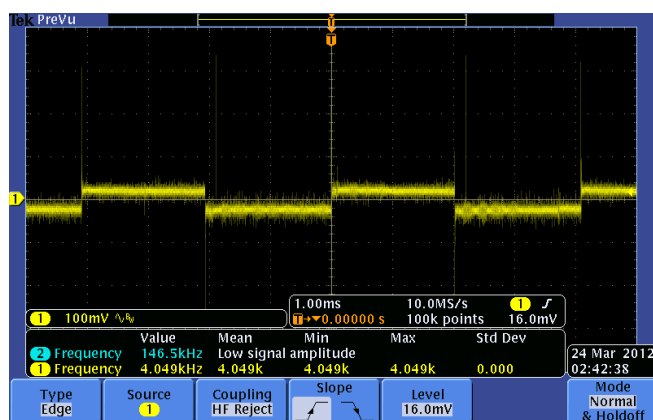 Tek PreVu
T
T
1
1.00ms 10.0MS/s 1
T→▼0.00000 s 100k points 16.0mV
1 100mV ∿BW
Value Mean Min Max Std Dev
2 Frequency 146.5kHz Low signal amplitude
1 Frequency 4.049kHz 4.049k 4.049k 4.049k 0.000
24 Mar 2012
02:42:38
Type
Edge
Source
1
Coupling
HF Reject
Slope
Level
16.0mV
Mode
Normal
& Holdoff